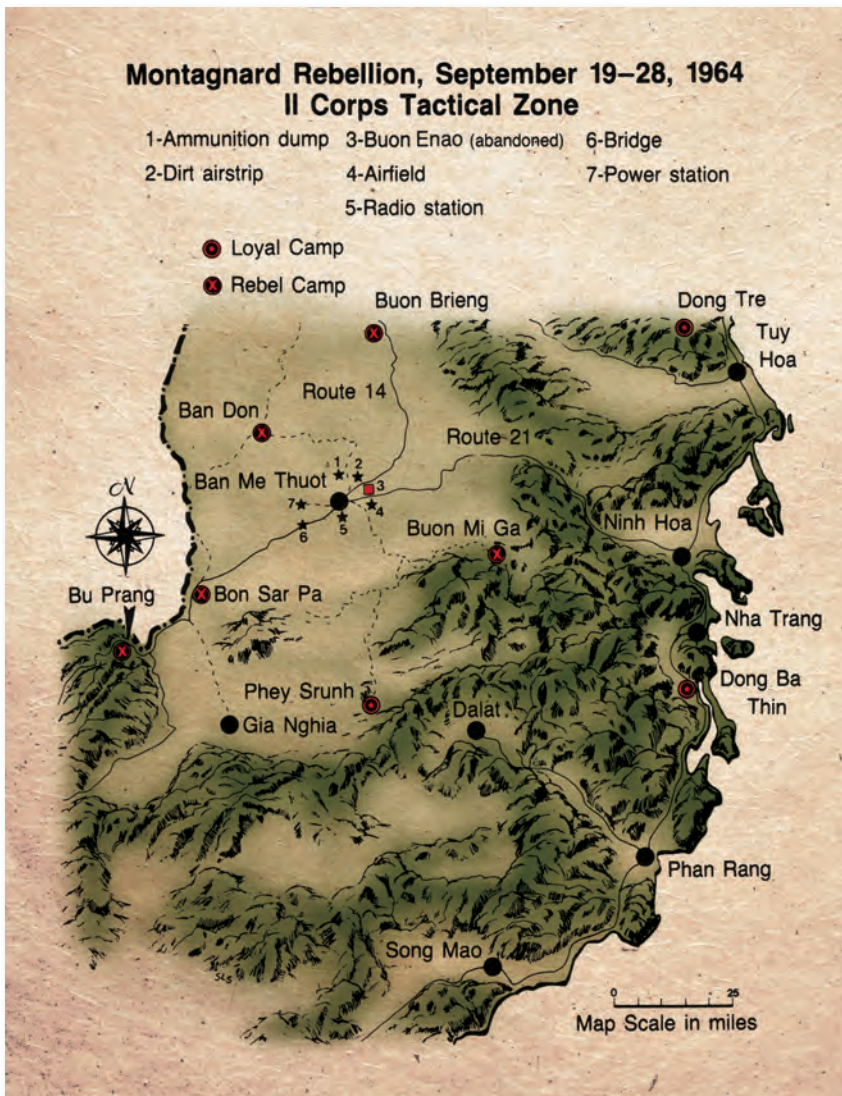 Montagnard Rebellion, September 19–28, 1964
II Corps Tactical Zone
1-Ammunition dump 3-Buon Enao (abandoned) 6-Bridge
2-Dirt airstrip 4-Airfield 7-Power station
5-Radio station
Loyal Camp
X Rebel Camp
Buon Brieng
Dong Tre
X
Tuy
Hoa
Route 14
Ban Don
X
Route 21
1 2
Ban Me Thuot
3
7
4
5
6
N
Buon Mi Ga
Ninh Hoa
X
Bu Prang
X Bon Sar Pa
Nha Trang
X
Phey Srunh
Dong Ba
Thin
Gia Nghia
Dalat
Phan Rang
Song Mao
SLS
0 25
Map Scale in miles